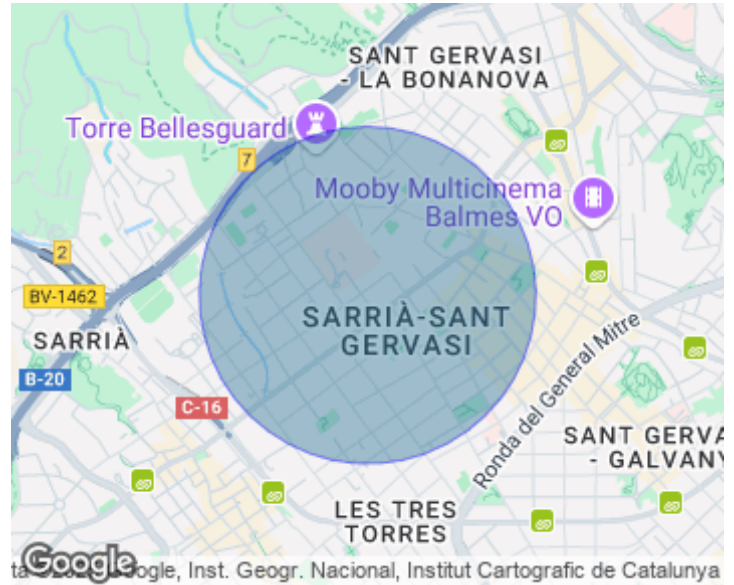 SANT GERVASI
- LA BONANOVA
Torre Bellesguard
7
Mooby Multicinema
Balmes VO
2
BV-1462
SARRIÀ
SARRIÀ-SANT
GERVASI
B-20
C-16
Ronda del General Mitre
SANT GERVA
- GALVANY
LES TRES
TORRES
Google
ogle, Inst. Geogr. Nacional, Institut Cartografic de Catalunya